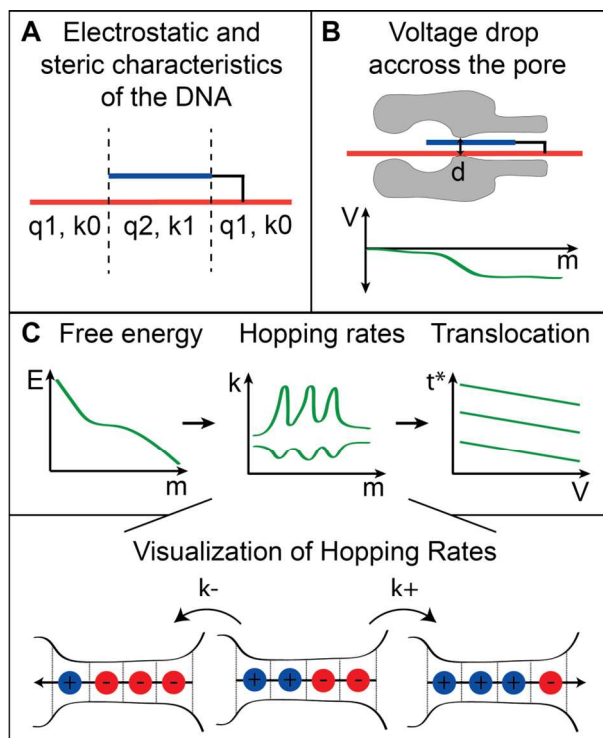 A Electrostatic and
steric characteristics
of the DNA
q1, k0 q2, k1 q1, k0
B Voltage drop
accross the pore
d
V
m
C Free energy Hopping rates Translocation
E k t*
m m V
Visualization of Hopping Rates
k- k+
+ - - - + + - - + + + -